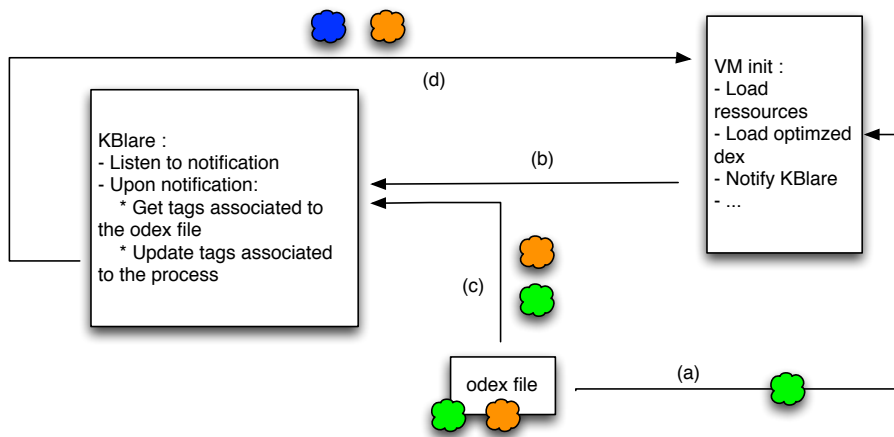 (d)
VM init :
- Load
ressources
- Load optimzed
dex
- Notify KBlare
- ...
KBlare :
- Listen to notification
- Upon notification:
* Get tags associated to
the odex file
* Update tags associated
to the process
(b)
(c)
odex file
(a)